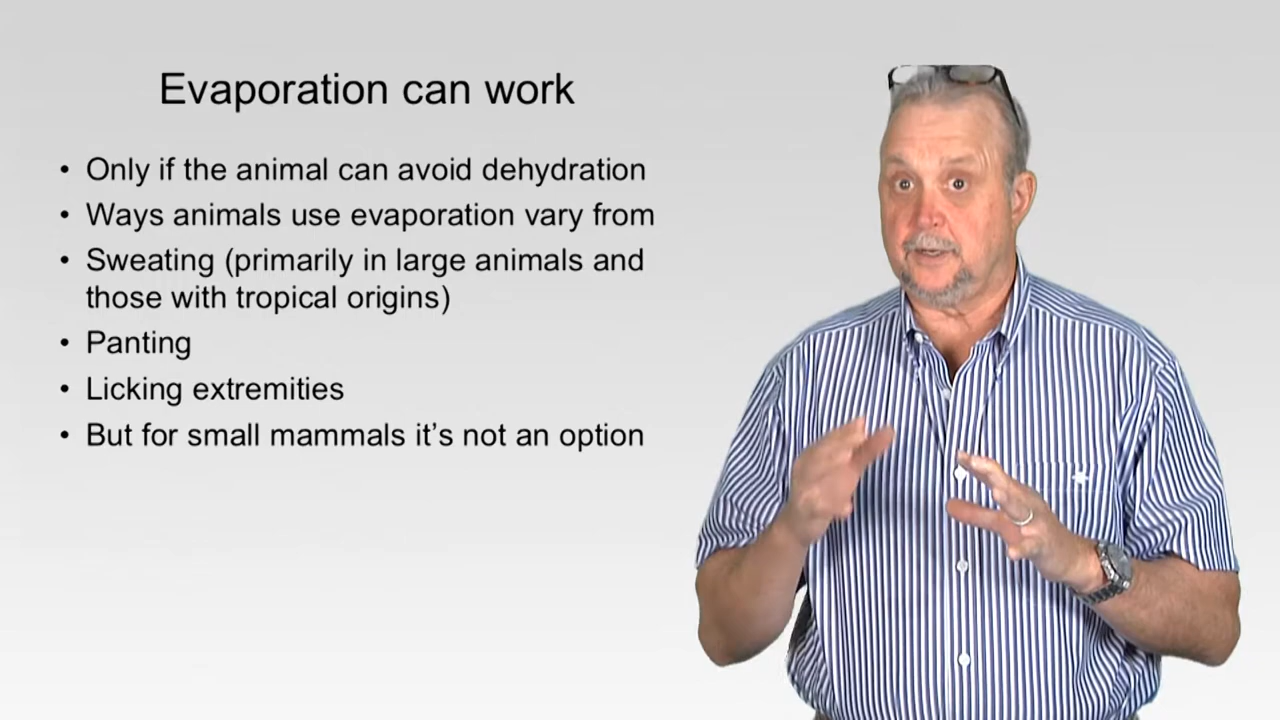 Evaporation can work
• Only if the animal can avoid dehydration
• Ways animals use evaporation vary from
• Sweating (primarily in large animals and
those with tropical origins)
• Panting
• Licking extremities
• But for small mammals it’s not an option